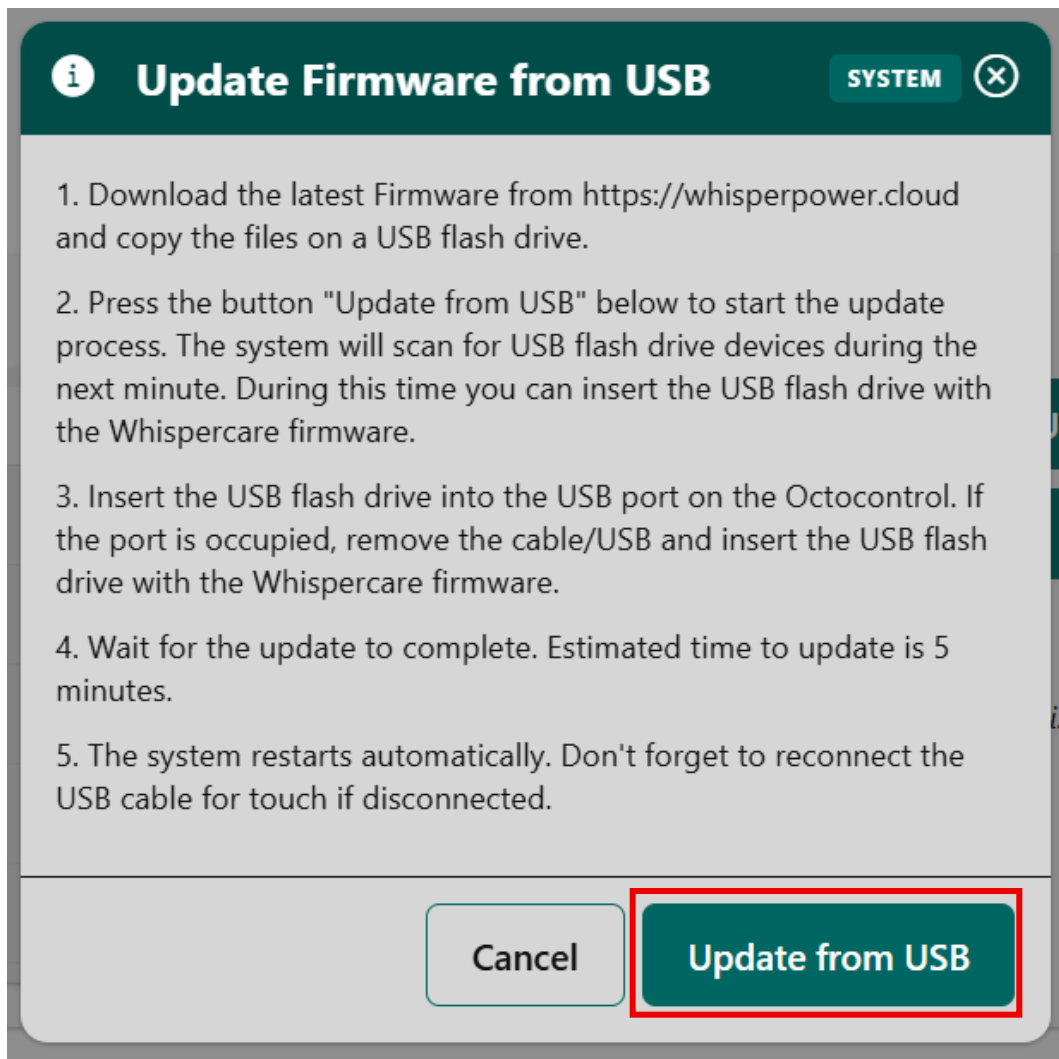 Update Firmware from USB
SYSTEM
1. Download the latest Firmware from https://whisperpower.cloud
and copy the files on a USB flash drive.
2. Press the button "Update from USB" below to start the update
process. The system will scan for USB flash drive devices during the
next minute. During this time you can insert the USB flash drive with
the Whispercare firmware.
3. Insert the USB flash drive into the USB port on the Octocontrol. If
the port is occupied, remove the cable/USB and insert the USB flash
drive with the Whispercare firmware.
4. Wait for the update to complete. Estimated time to update is 5
minutes.
5. The system restarts automatically. Don't forget to reconnect the
USB cable for touch if disconnected.
Cancel
Update from USB